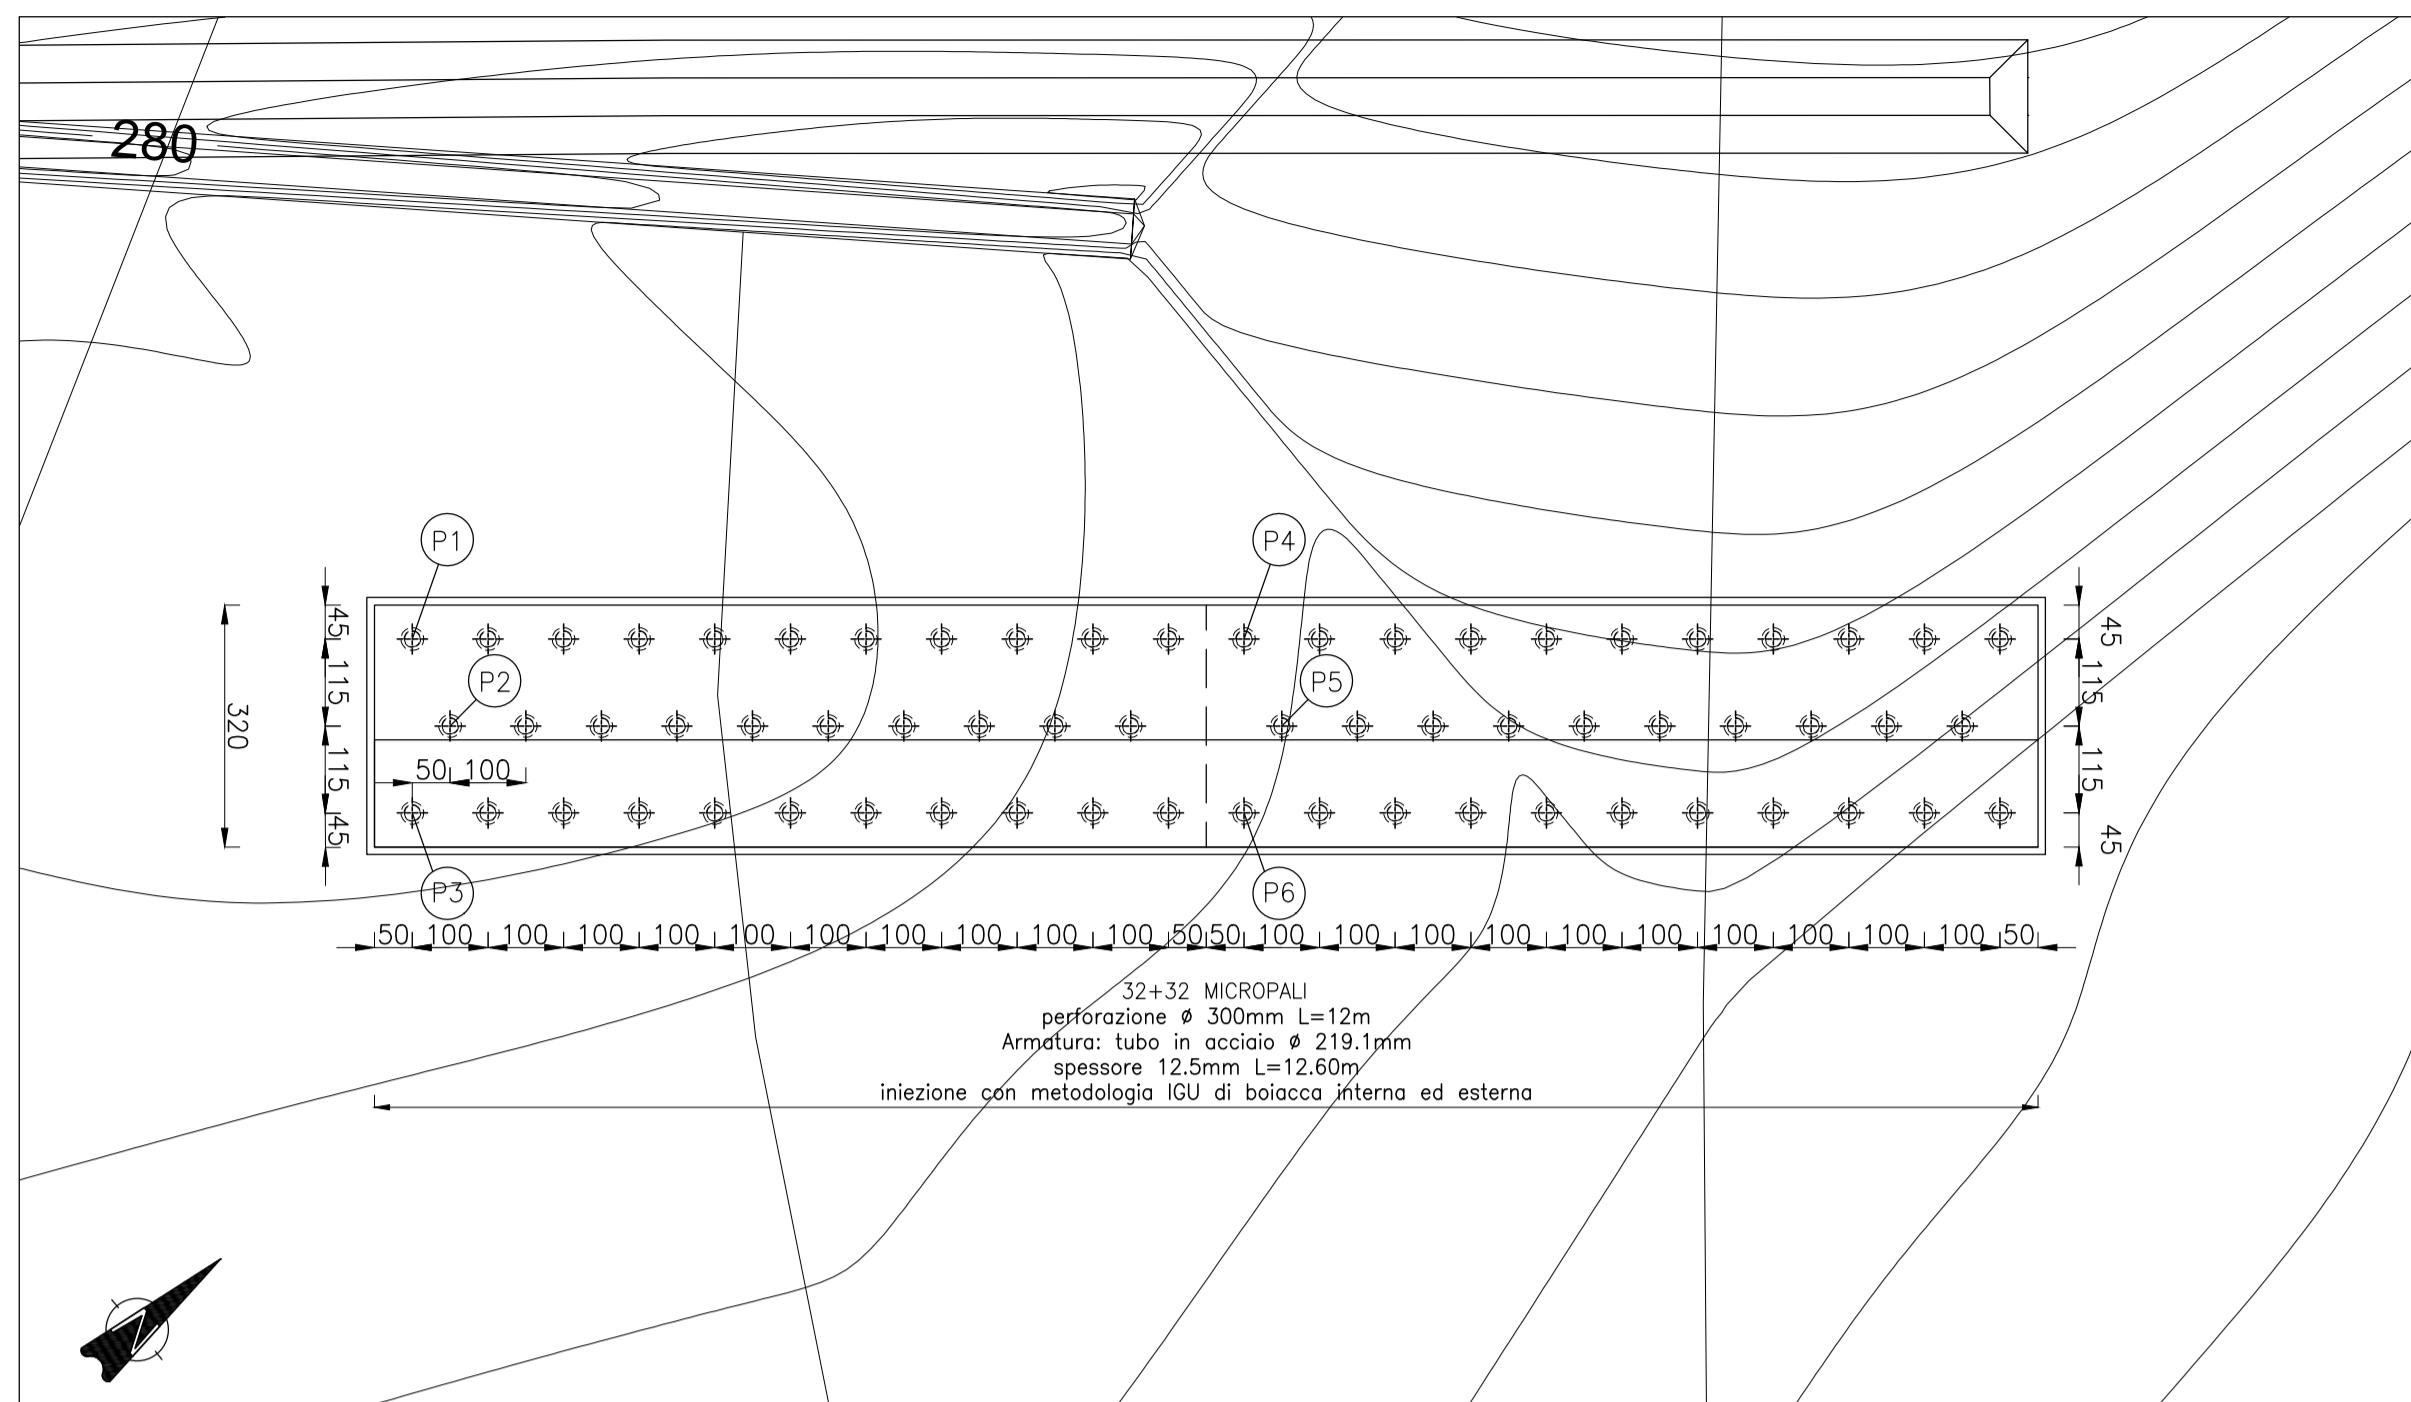 280
P1
P4
45
45
P2
P5
115
115
320
50 100
115
115
45
45
P3
P6
50 100 100 100 100 100 100 100 100 100 100 50 50 100 100 100 100 100 100 100 100 100 100 50
32+32 MICROPALI
perforazione ø 300mm L=12m
Armatura: tubo in acciaio ø 219.1mm
spessore 12.5mm L=12.60m
iniezione con metodologia IGU di boiacca interna ed esterna
N